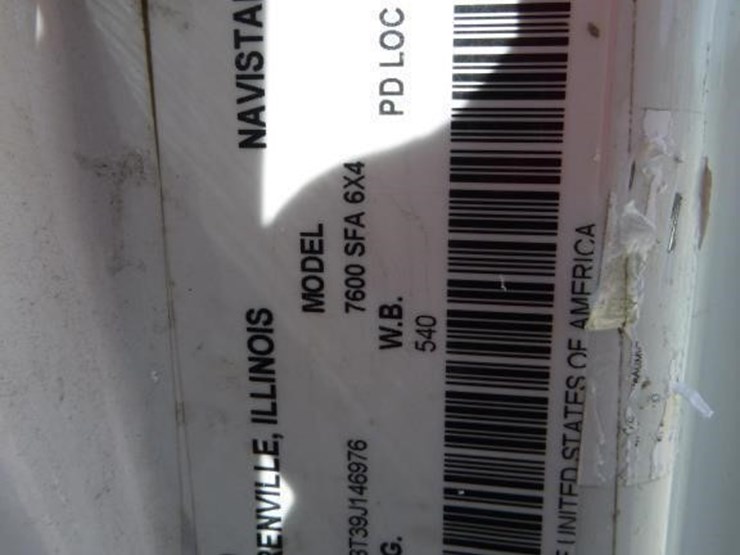 RENVILLE, ILLINOIS NAVISTA
MODEL
3T39J146976 7600 SFA 6X4
G. W.B. PD LOC
540
UNITED STATES OF AMERICA